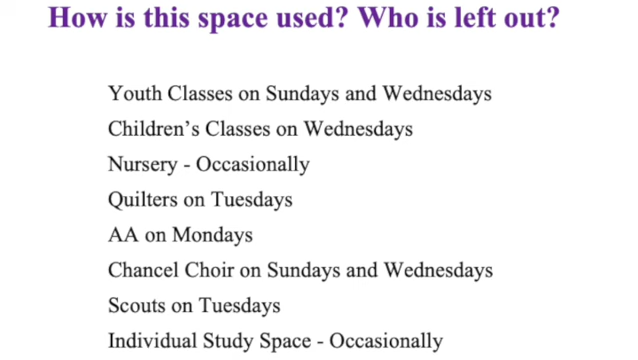 How is this space used? Who is left out?
Youth Classes on Sundays and Wednesdays
Children’s Classes on Wednesdays
Nursery - Occasionally
Quilters on Tuesdays
AA on Mondays
Chancel Choir on Sundays and Wednesdays
Scouts on Tuesdays
Individual Study Space - Occasionally